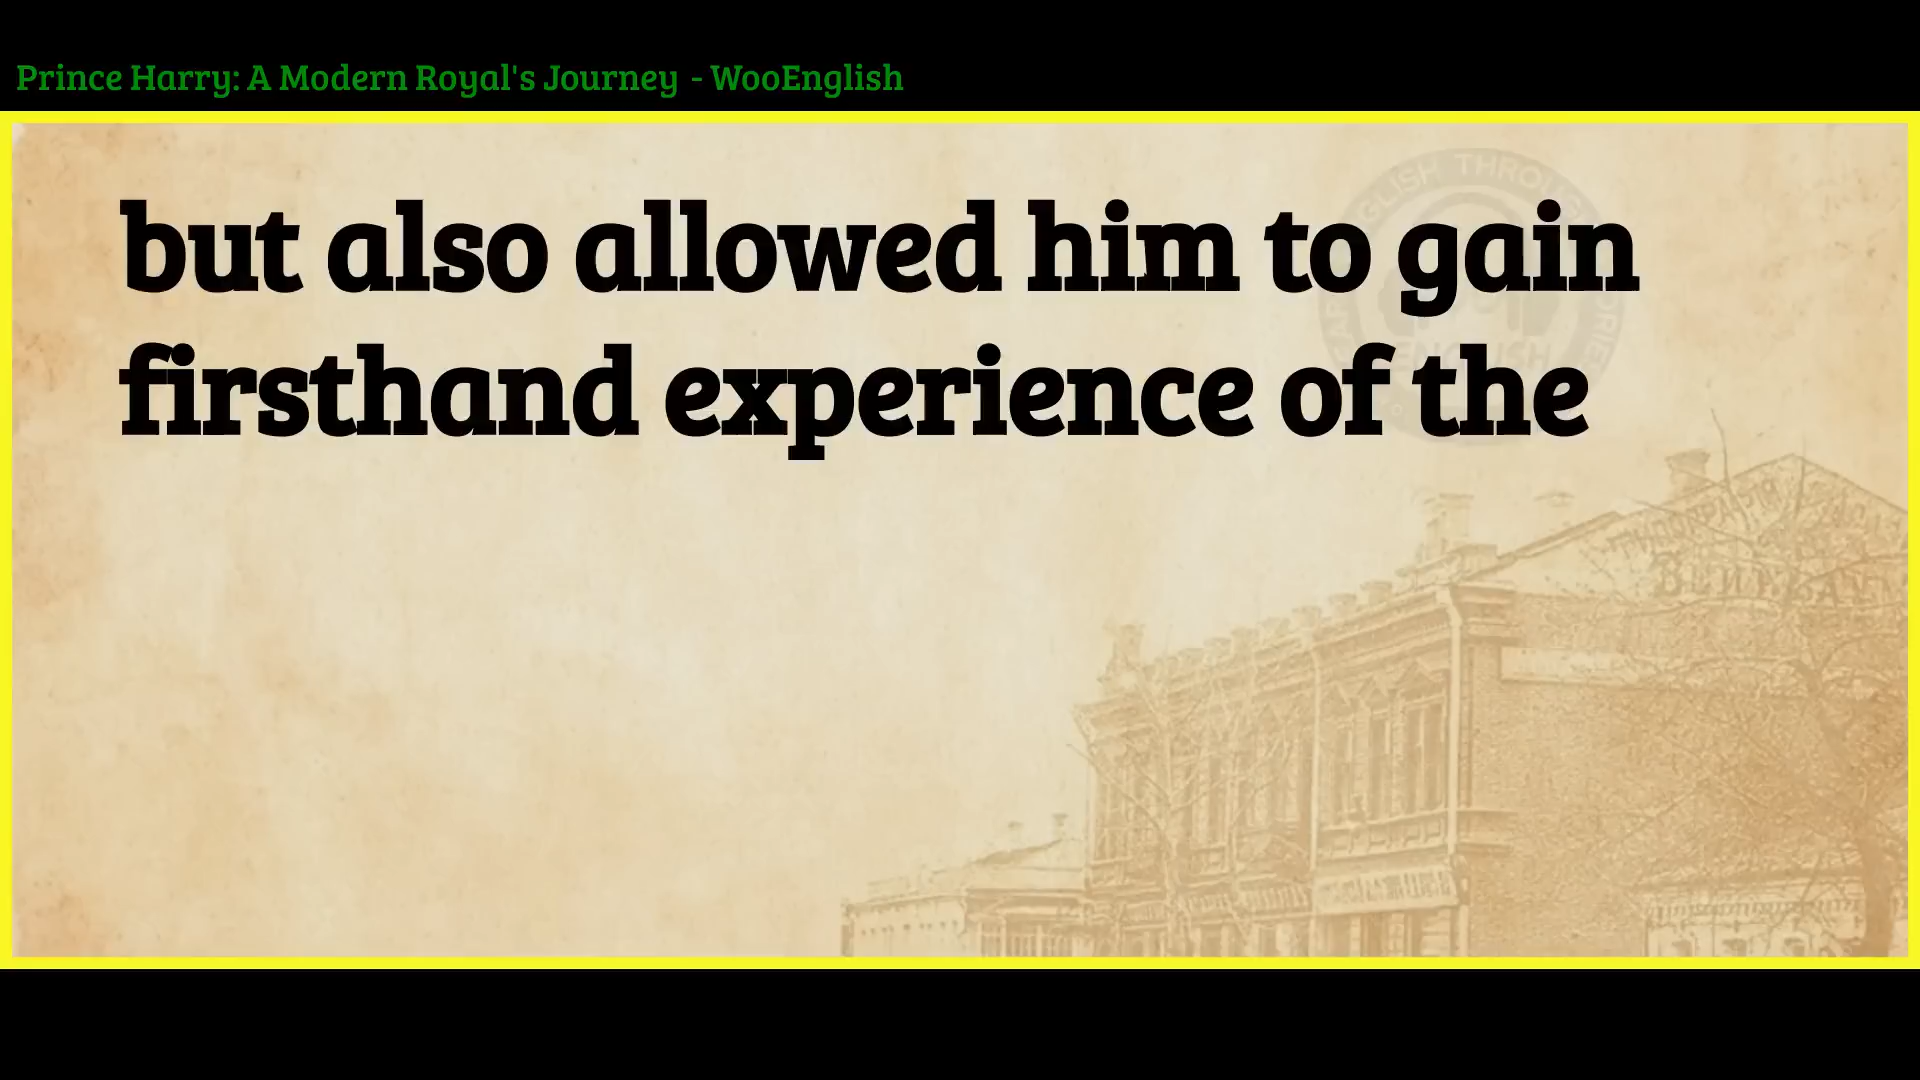 Prince Harry: A Modern Royal's Journey - WooEnglish
but also allowed him to gain
firsthand experience of the